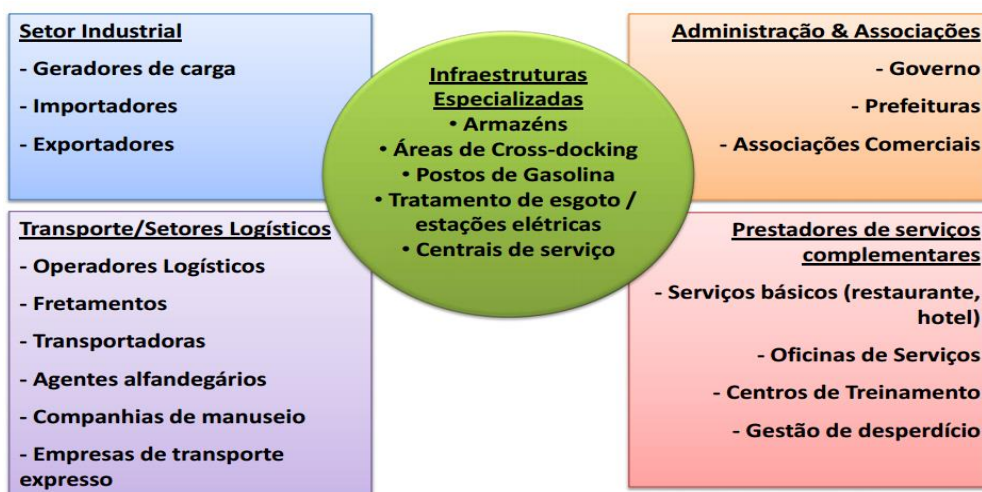 Setor Industrial
- Geradores de carga
- Importadores
- Exportadores
Infraestruturas
Especializadas
• Armazéns
• Áreas de Cross-docking
• Postos de Gasolina
• Tratamento de esgoto /
estações elétricas
• Centrais de serviço
Administração & Associações
- Governo
- Prefeituras
- Associações Comerciais
Transporte/Setores Logísticos
- Operadores Logísticos
- Fretamentos
- Transportadoras
- Agentes alfandegários
- Companhias de manuseio
- Empresas de transporte
expresso
Prestadores de serviços
complementares
- Serviços básicos (restaurante,
hotel)
- Oficinas de Serviços
- Centros de Treinamento
- Gestão de desperdício